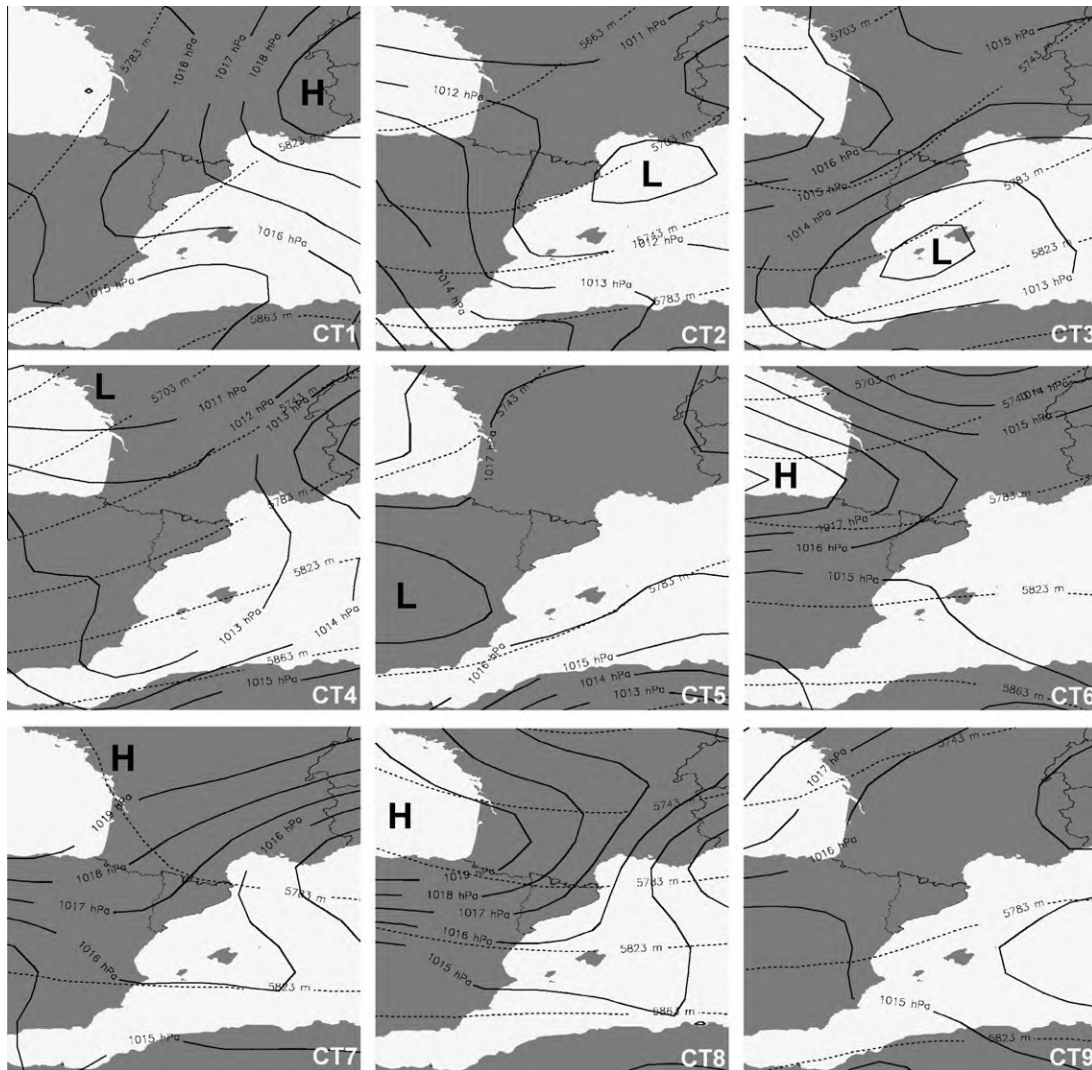 5783 m
1016 hPa
1017 hPa
1018 hPa
H
5823 m
1016 hPa
1015 hPa
5863 m
CT1
5663 m
1011 hPa
1012 hPa
5703 m
L
5743 m
1012 hPa
1013 hPa
1014 hPa
5783 m
CT2
5703 m
1015 hPa
5743 m
1016 hPa
1015 hPa
5783 m
1014 hPa
L
5823 m
1013 hPa
CT3
L
5703 m
1011 hPa
1012 hPa
5743 m
1013 hPa
5783 m
5823 m
1013 hPa
1014 hPa
5863 m
1015 hPa
CT4
5743 m
1017 hPa
L
5783 m
1016 hPa
1015 hPa
1014 hPa
1013 hPa
CT5
5703 m
1014 hPa
1015 hPa
H
5783 m
1017 hPa
1016 hPa
1015 hPa
5823 m
5863 m
CT6
H
1019 hPa
1016 hPa
1018 hPa
5783 m
1017 hPa
1016 hPa
5823 m
1015 hPa
CT7
H
5743 m
1019 hPa
5783 m
1018 hPa
1017 hPa
1016 hPa
5823 m
1015 hPa
5863 m
CT8
1017 hPa
5743 m
1016 hPa
5783 m
1015 hPa
5823 m
CT9